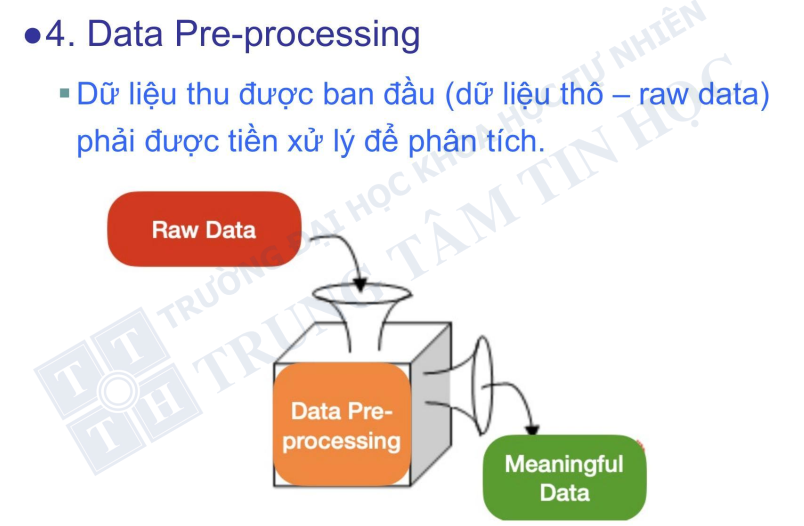 ●4. Data Pre-processing
▪Dữ liệu thu được ban đầu (dữ liệu thô – raw data)
phải được tiền xử lý để phân tích.
Raw Data
TRƯỜNG ĐẠI HỌC KHOA HỌC TỰ NHIÊN
TRUNG TÂM TIN HỌC
T T
T H
Data Pre-
processing
Meaningful
Data